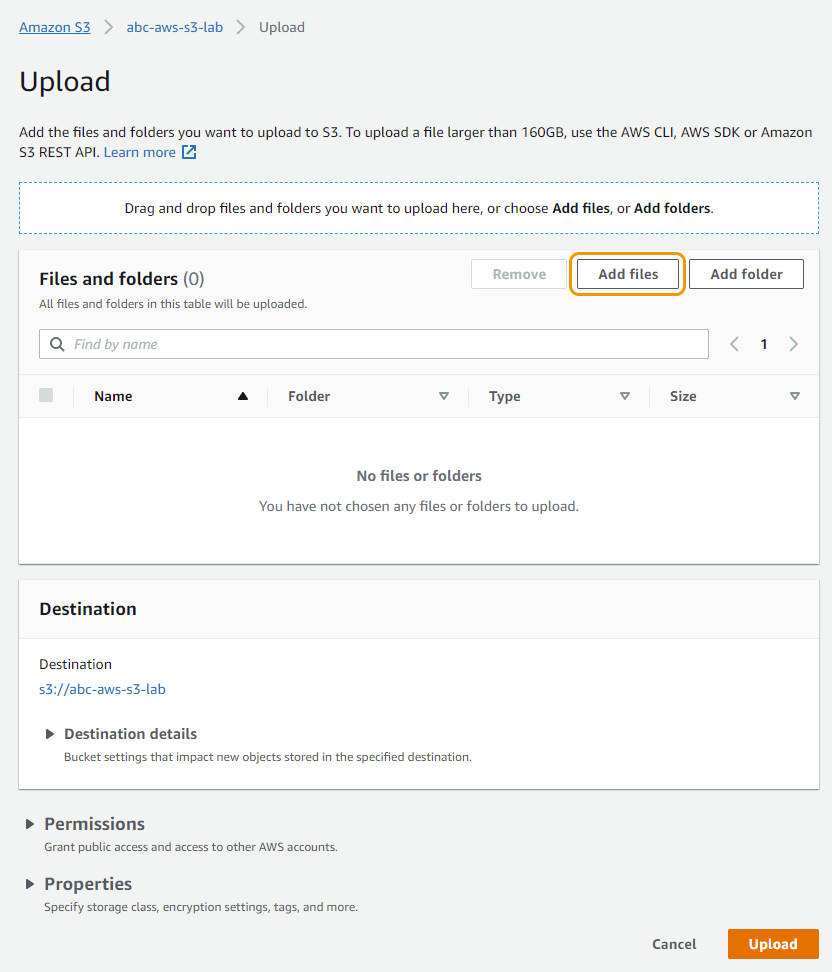 Amazon S3 > abc-aws-s3-lab > Upload
Upload
Add the files and folders you want to upload to S3. To upload a file larger than 160GB, use the AWS CLI, AWS SDK or Amazon
S3 REST API. Learn more
Drag and drop files and folders you want to upload here, or choose Add files, or Add folders.
Files and folders (0)
Remove
Add files
Add folder
All files and folders in this table will be uploaded.
Find by name
1
Name Folder Type Size
No files or folders
You have not chosen any files or folders to upload.
Destination
Destination
s3://abc-aws-s3-lab
Destination details
Bucket settings that impact new objects stored in the specified destination.
Permissions
Grant public access and access to other AWS accounts.
Properties
Specify storage class, encryption settings, tags, and more.
Cancel
Upload